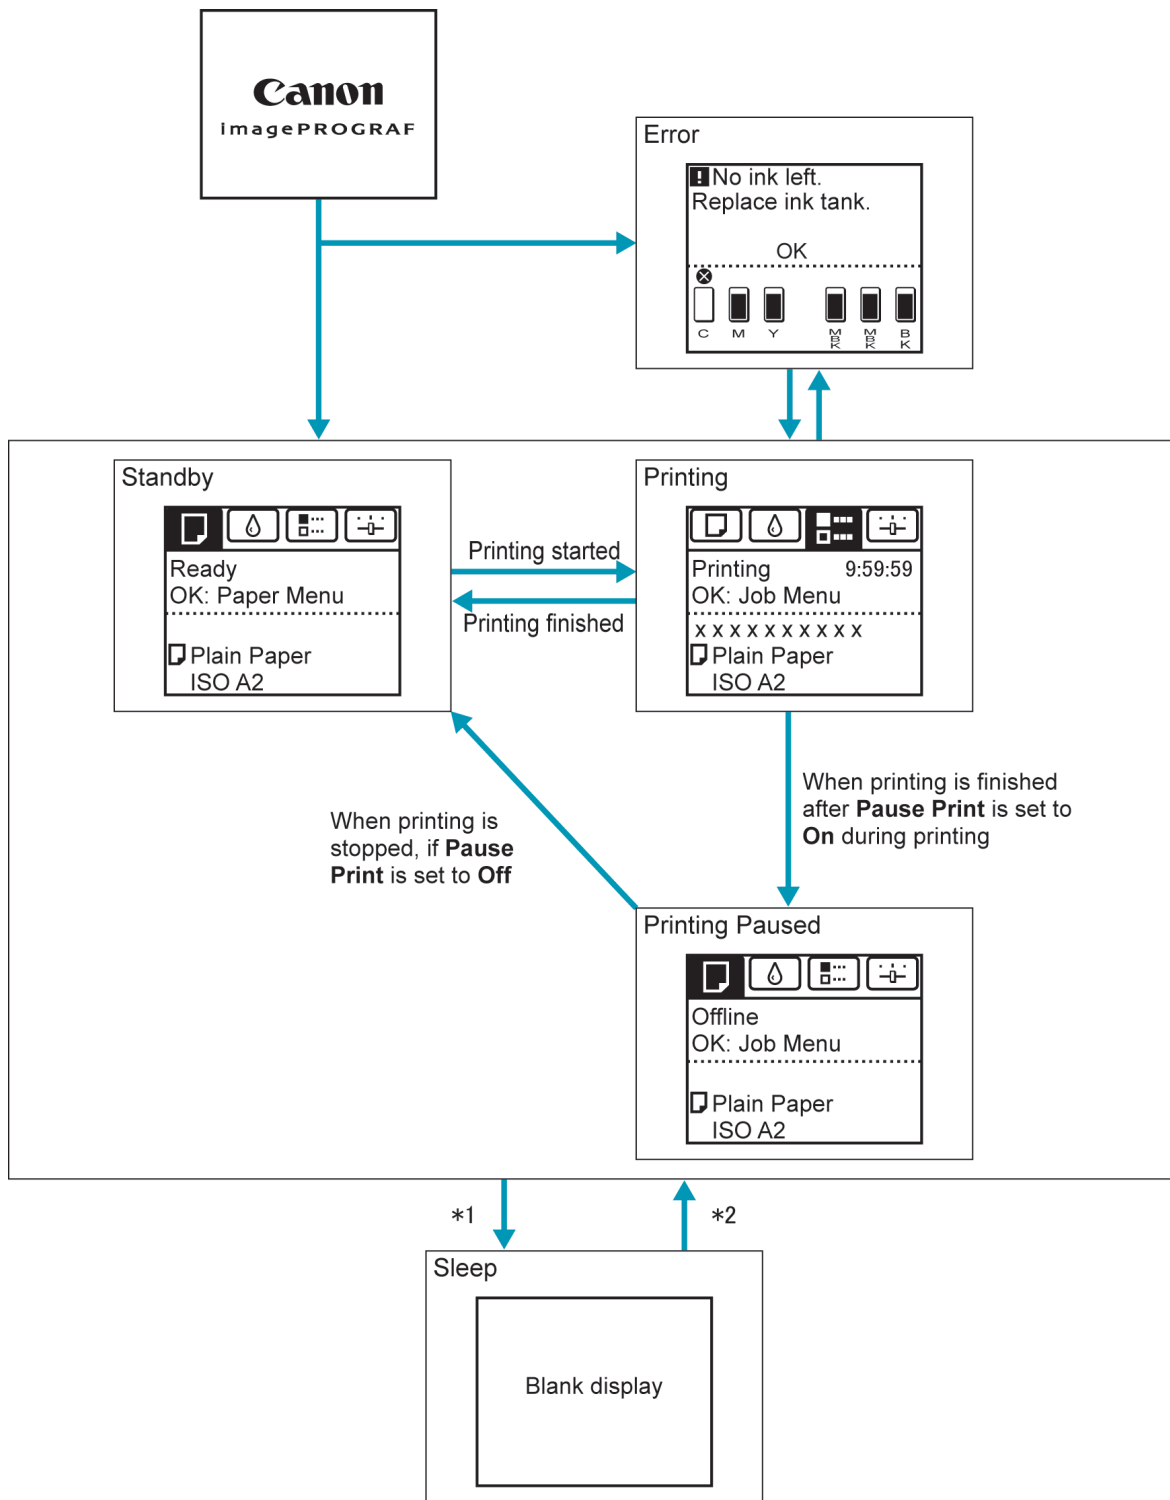 Canon
imagePROGRAF
Error
! No ink left.
Replace ink tank.
OK
C M Y MBK MBK BK
Standby
Ready
OK: Paper Menu
Plain Paper
ISO A2
Printing started
Printing finished
Printing
Printing 9:59:59
OK: Job Menu
x x x x x x x x x x
Plain Paper
ISO A2
When printing is
stopped, if Pause
Print is set to Off
When printing is finished
after Pause Print is set to
On during printing
Printing Paused
Offline
OK: Job Menu
Plain Paper
ISO A2
*1
*2
Sleep
Blank display